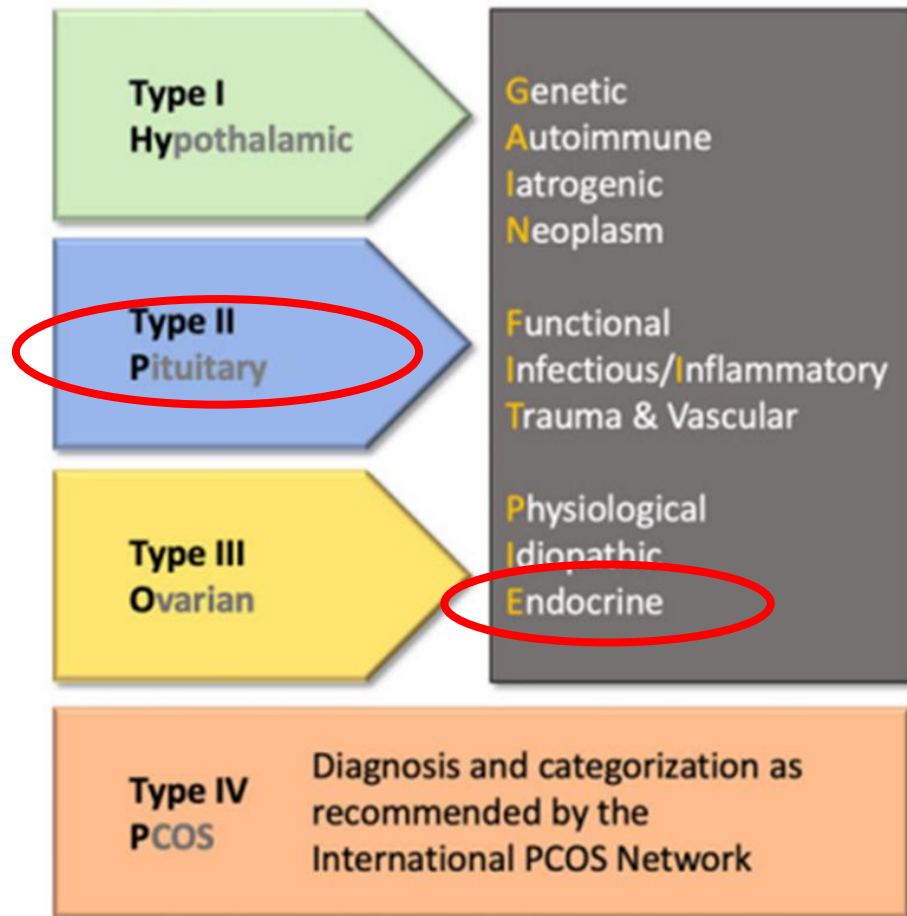 Type I
Hypothalamic
Genetic
Autoimmune
Iatrogenic
Neoplasm
Type II
Pituitary
Functional
Infectious/Inflammatory
Trauma & Vascular
Type III
Ovarian
Physiological
Idiopathic
Endocrine
Type IV
PCOS
Diagnosis and categorization as
recommended by the
International PCOS Network